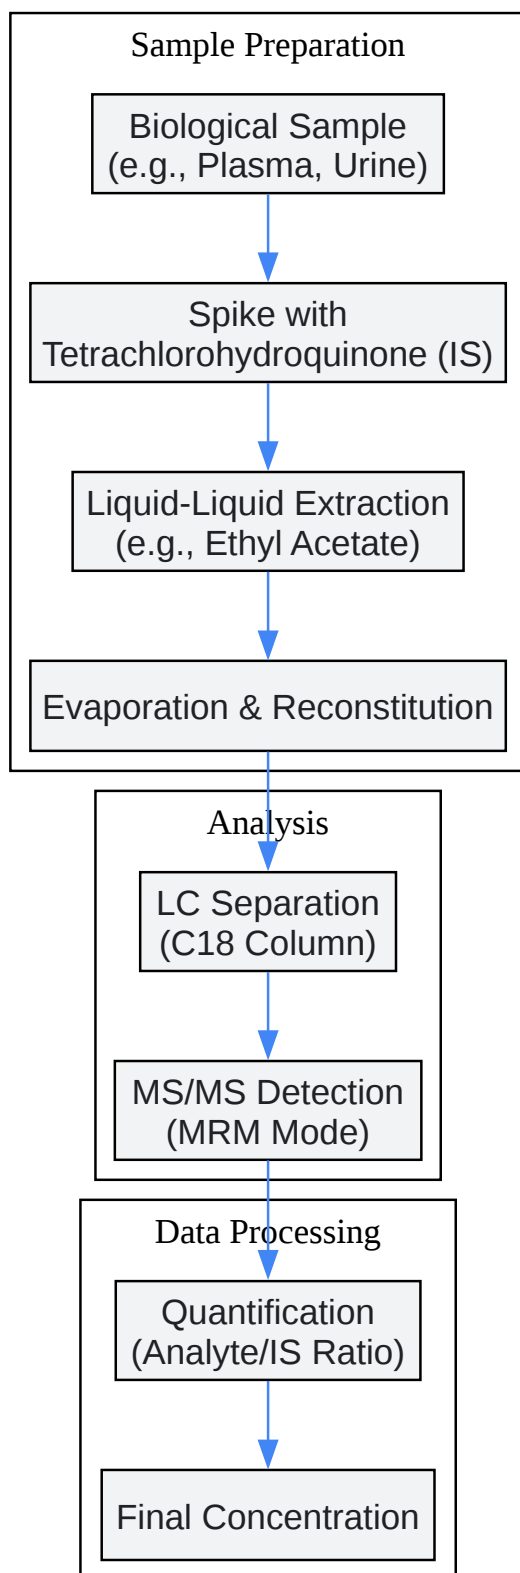 Sample Preparation
Biological Sample
(e.g., Plasma, Urine)
Spike with
Tetrachlorohydroquinone (IS)
Liquid-Liquid Extraction
(e.g., Ethyl Acetate)
Evaporation & Reconstitution
Analysis
LC Separation
(C18 Column)
MS/MS Detection
(MRM Mode)
Data Processing
Quantification
(Analyte/IS Ratio)
Final Concentration